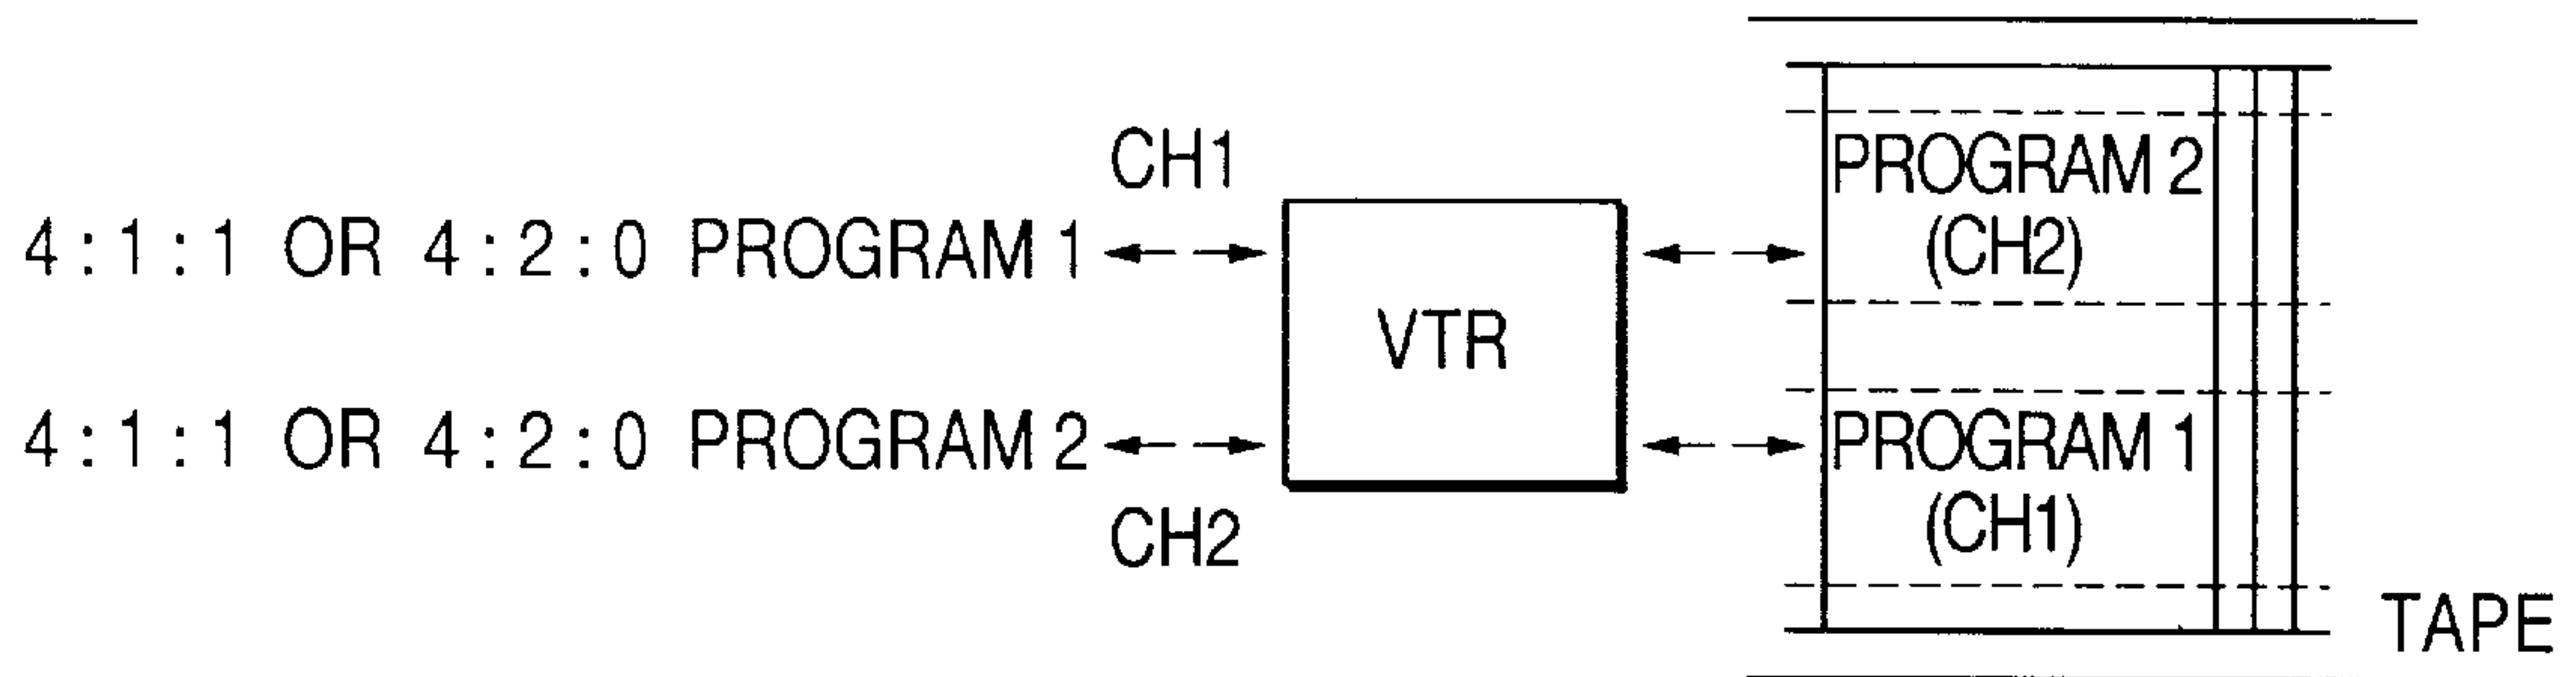 CH1
4 : 1 : 1 OR 4 : 2 : 0 PROGRAM 1
4 : 1 : 1 OR 4 : 2 : 0 PROGRAM 2
CH2
VTR
PROGRAM 2
(CH2)
PROGRAM 1
(CH1)
TAPE